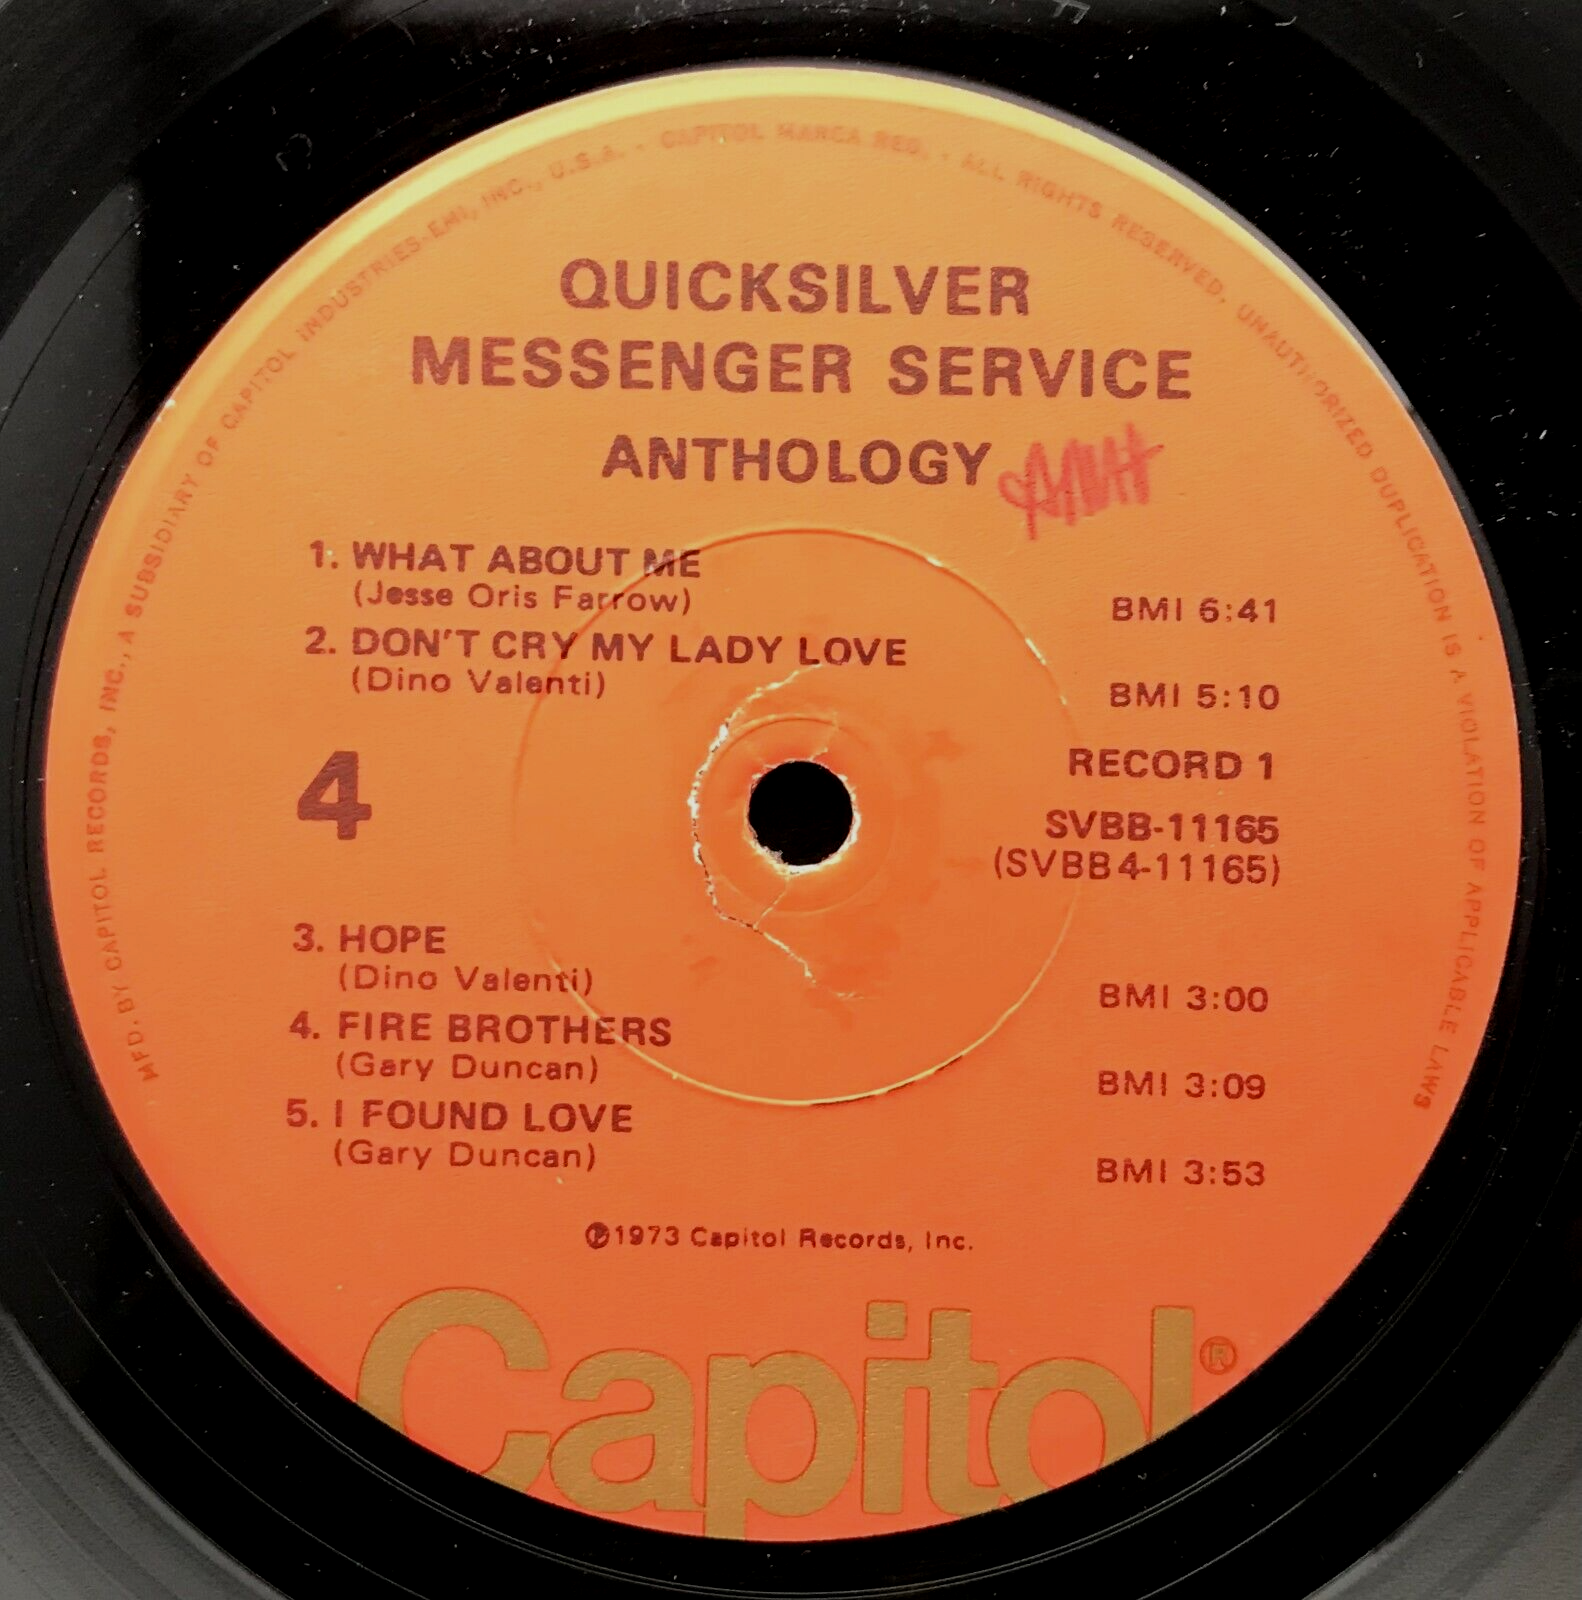 MFD. BY CAPITOL RECORDS, INC., A SUBSIDIARY OF CAPITOL INDUSTRIES-EMI, INC., U.S.A. · CAPITOL MARCA REG. · ALL RIGHTS RESERVED. UNAUTHORIZED DUPLICATION IS A VIOLATION OF APPLICABLE LAWS
QUICKSILVER
MESSENGER SERVICE
ANTHOLOGY
1. WHAT ABOUT ME
(Jesse Oris Farrow) BMI 6:41
2. DON'T CRY MY LADY LOVE
(Dino Valenti) BMI 5:10
RECORD 1
4 SVBB-11165
(SVBB4-11165)
3. HOPE
(Dino Valenti) BMI 3:00
4. FIRE BROTHERS
(Gary Duncan) BMI 3:09
5. I FOUND LOVE
(Gary Duncan) BMI 3:53
℗1973 Capitol Records, Inc.
Capitol®